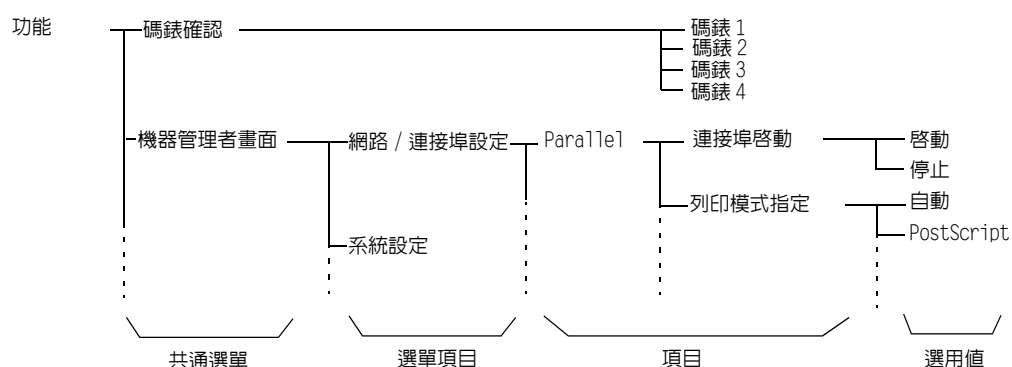 功能
碼錶確認
碼錶 1
碼錶 2
碼錶 3
碼錶 4
機器管理者畫面
網路 / 連接埠設定
Parallel
連接埠啓動
啓動
停止
列印模式指定
自動
PostScript
系統設定
共通選單
選單項目
項目
選用值